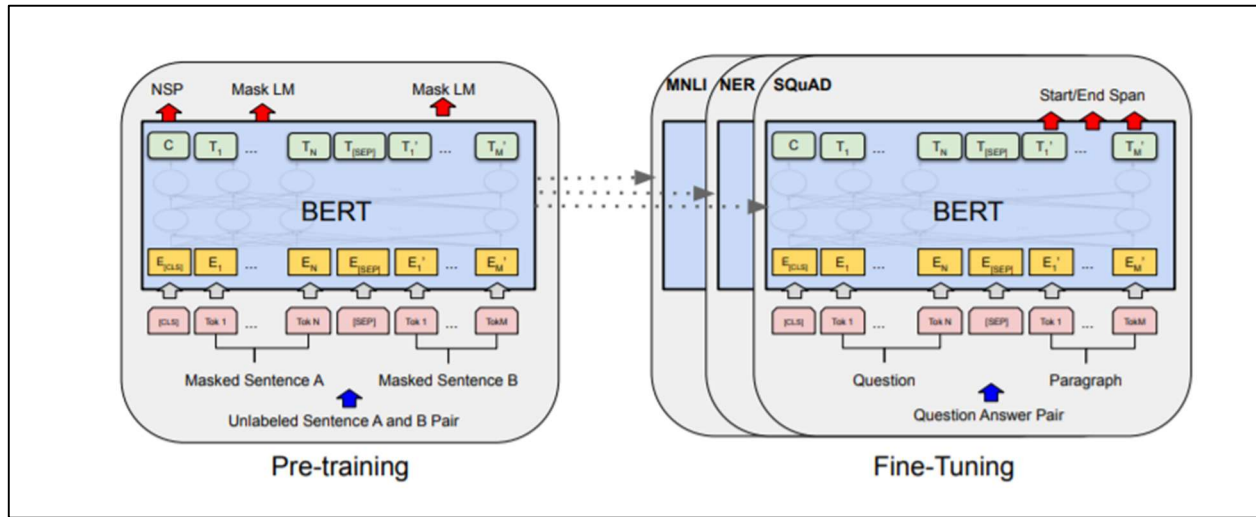 NSP Mask LM Mask LM
C T1 ... TN T[SEP] T1' ... TM'
BERT
E[CLS] E1 ... EN E[SEP] E1' ... EM'
[CLS] Tok 1 ... Tok N [SEP] Tok 1 ... TokM
Masked Sentence A Masked Sentence B
Unlabeled Sentence A and B Pair
Pre-training
MNLI NER SQuAD
Start/End Span
C T1 ... TN T[SEP] T1' ... TM'
BERT
E[CLS] E1 ... EN E[SEP] E1' ... EM'
[CLS] Tok 1 ... Tok N [SEP] Tok 1 ... TokM
Question Paragraph
Question Answer Pair
Fine-Tuning